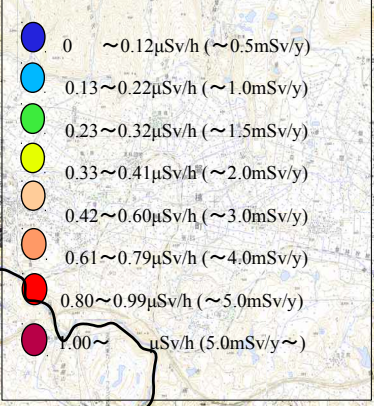 0 ～0.12μSv/h (～0.5mSv/y)
0.13～0.22μSv/h (～1.0mSv/y)
0.23～0.32μSv/h (～1.5mSv/y)
0.33～0.41μSv/h (～2.0mSv/y)
0.42～0.60μSv/h (～3.0mSv/y)
0.61～0.79μSv/h (～4.0mSv/y)
0.80～0.99μSv/h (～5.0mSv/y)
1.00～ μSv/h (5.0mSv/y～)